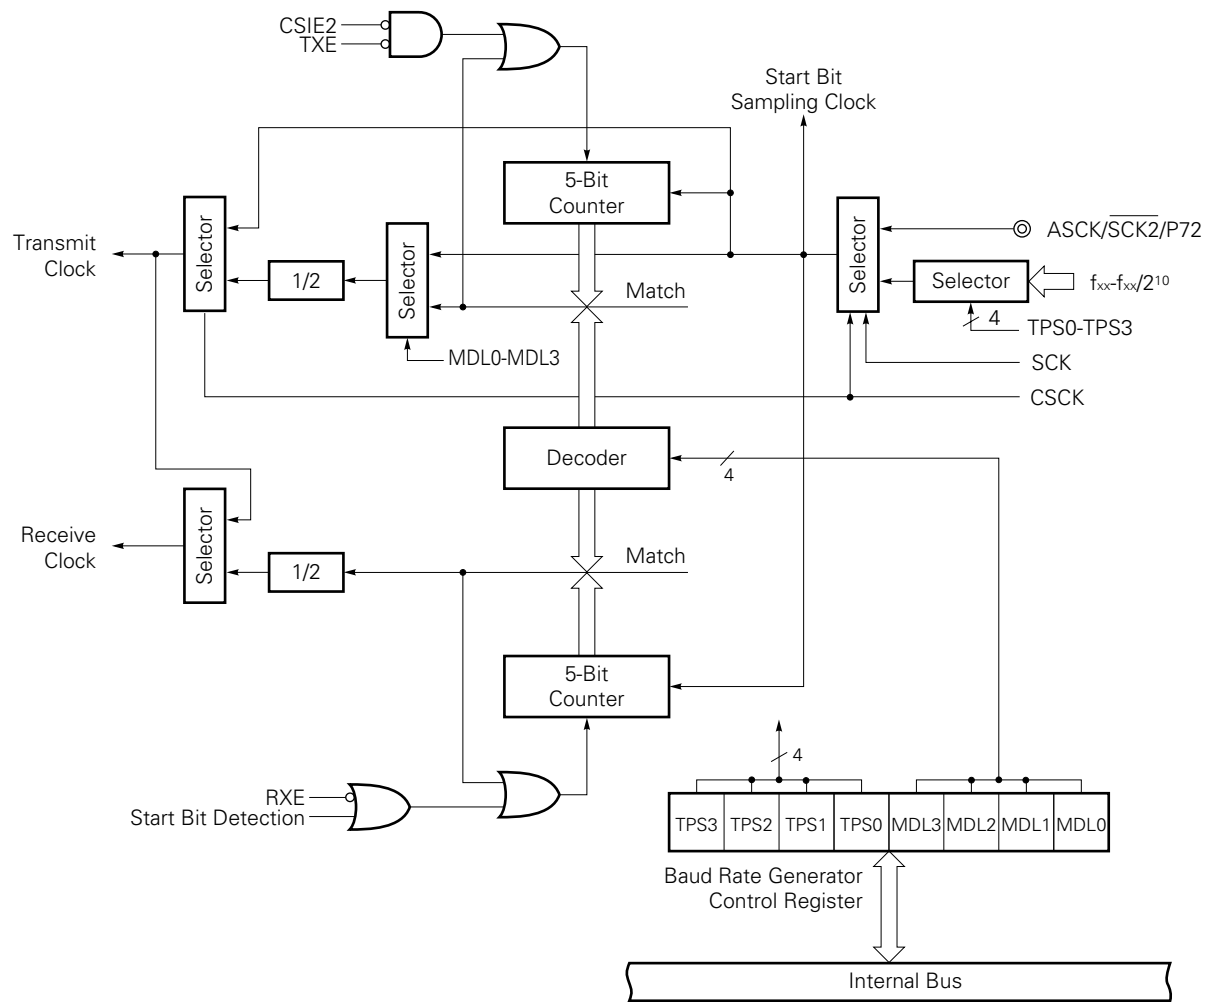 CSIE2
TXE
Start Bit
Sampling Clock
5-Bit
Counter
Selector
Selector
Selector
ASCK/SCK2/P72
Transmit
Clock
1/2
Match
Selector
fxx-fxx/2¹⁰
4
TPS0-TPS3
MDL0-MDL3
SCK
CSCK
Decoder
4
Selector
Receive
Clock
1/2
Match
5-Bit
Counter
4
RXE
Start Bit Detection
TPS3 TPS2 TPS1 TPS0 MDL3 MDL2 MDL1 MDL0
Baud Rate Generator
Control Register
Internal Bus